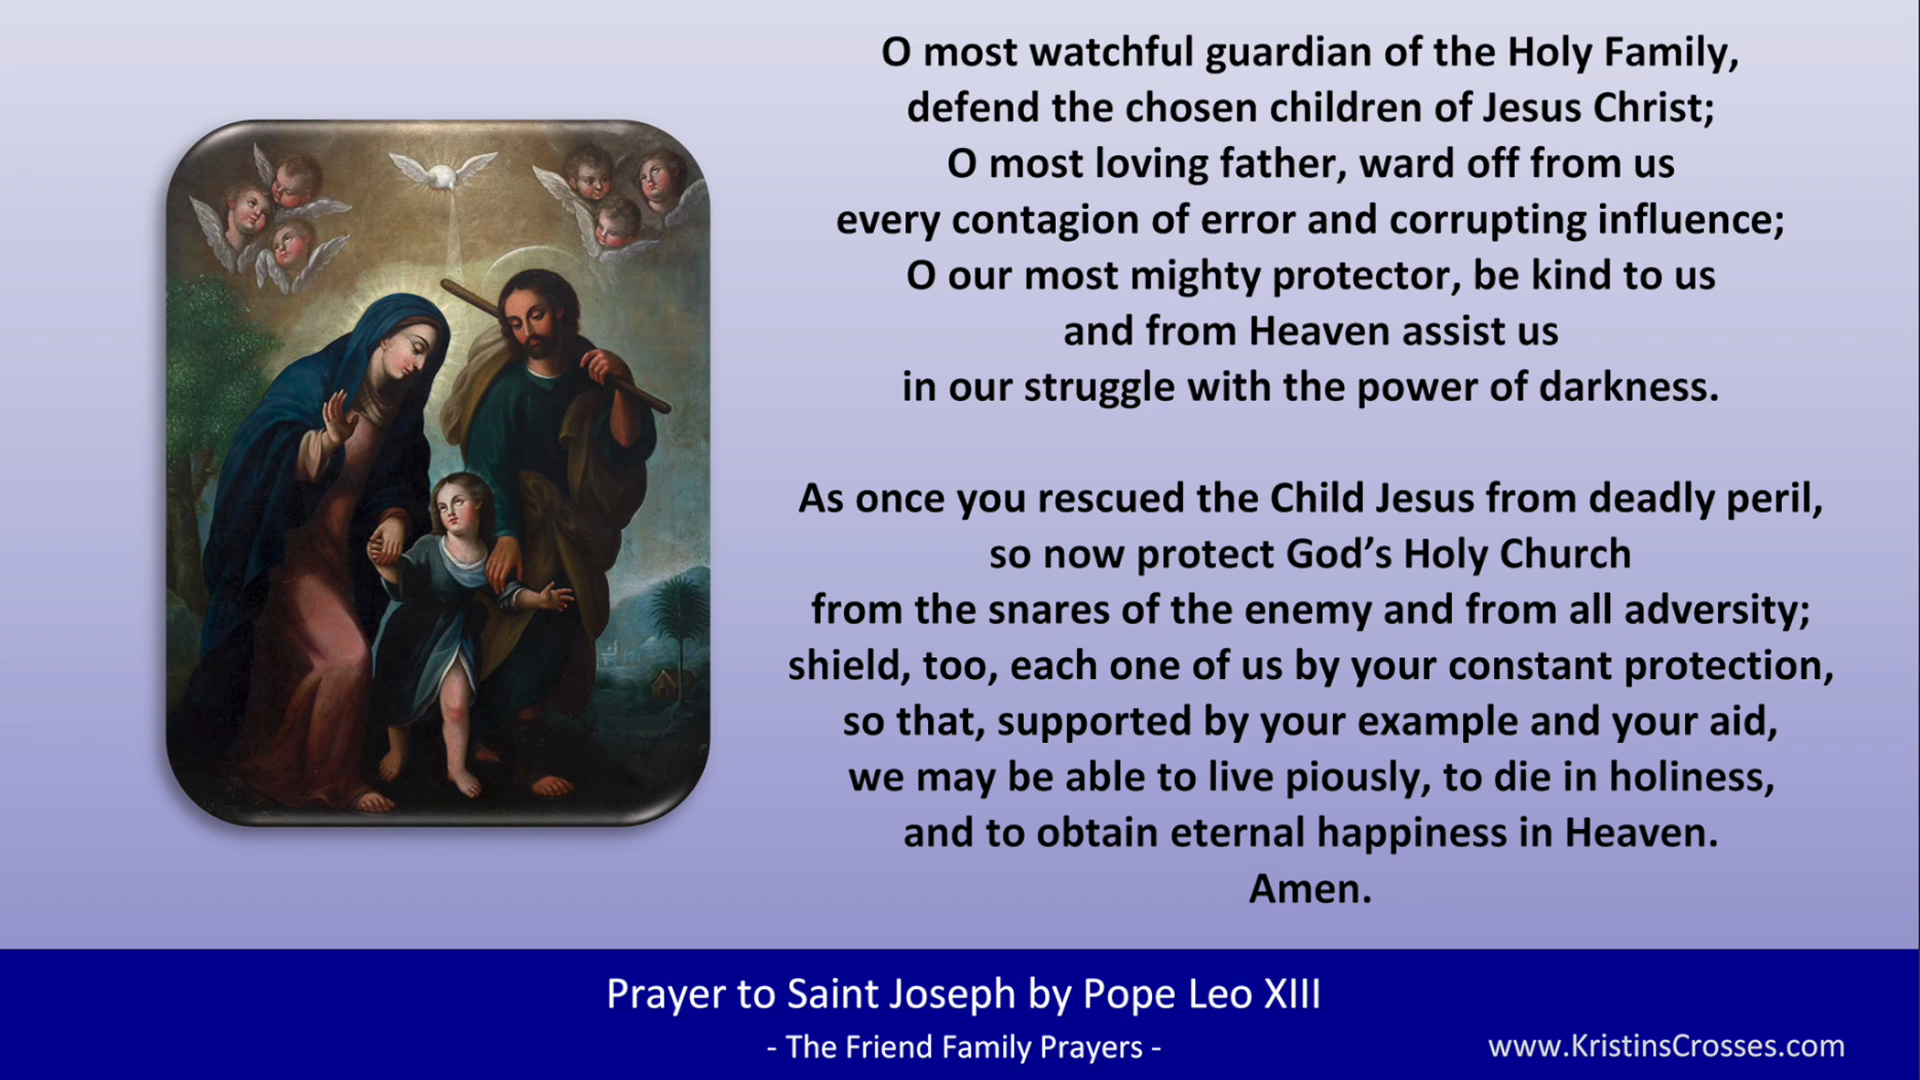 O most watchful guardian of the Holy Family,
defend the chosen children of Jesus Christ;
O most loving father, ward off from us
every contagion of error and corrupting influence;
O our most mighty protector, be kind to us
and from Heaven assist us
in our struggle with the power of darkness.
As once you rescued the Child Jesus from deadly peril,
so now protect God’s Holy Church
from the snares of the enemy and from all adversity;
shield, too, each one of us by your constant protection,
so that, supported by your example and your aid,
we may be able to live piously, to die in holiness,
and to obtain eternal happiness in Heaven.
Amen.
Prayer to Saint Joseph by Pope Leo XIII
- The Friend Family Prayers -
www.KristinsCrosses.com